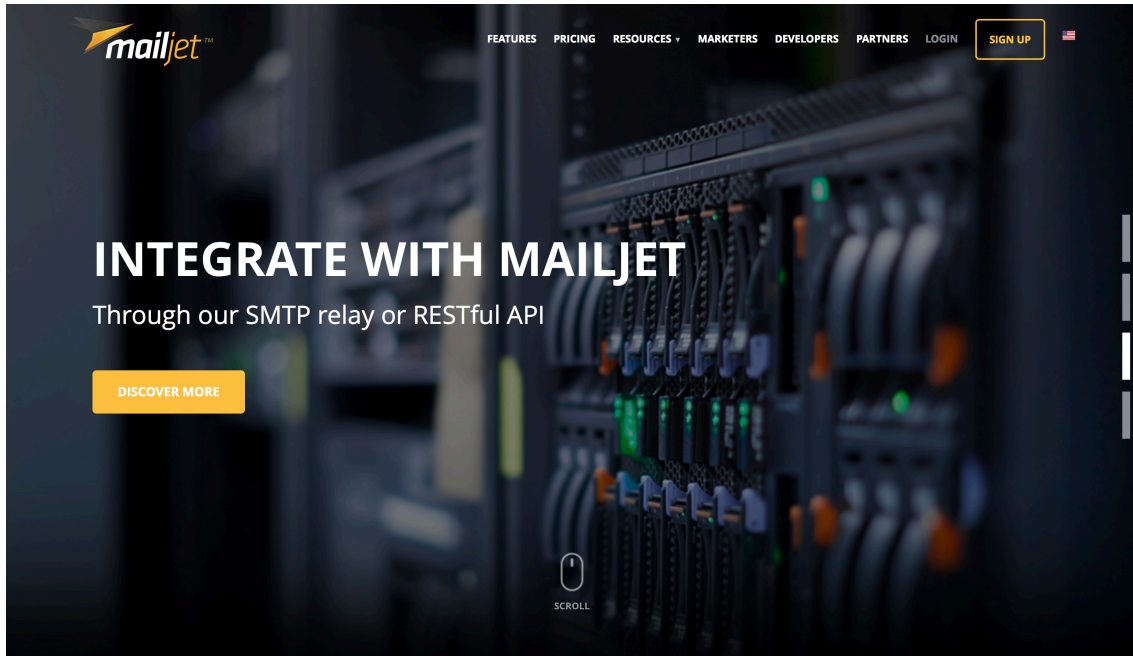 mailjet™
FEATURES PRICING RESOURCES ▾ MARKETERS DEVELOPERS PARTNERS LOGIN SIGN UP
INTEGRATE WITH MAILJET
Through our SMTP relay or RESTful API
DISCOVER MORE
SCROLL